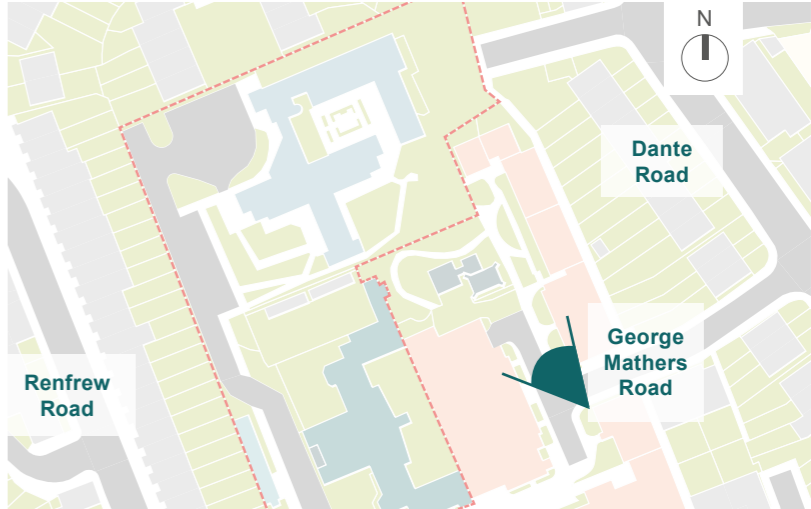 N
Dante
Road
George
Mathers
Road
Renfrew
Road